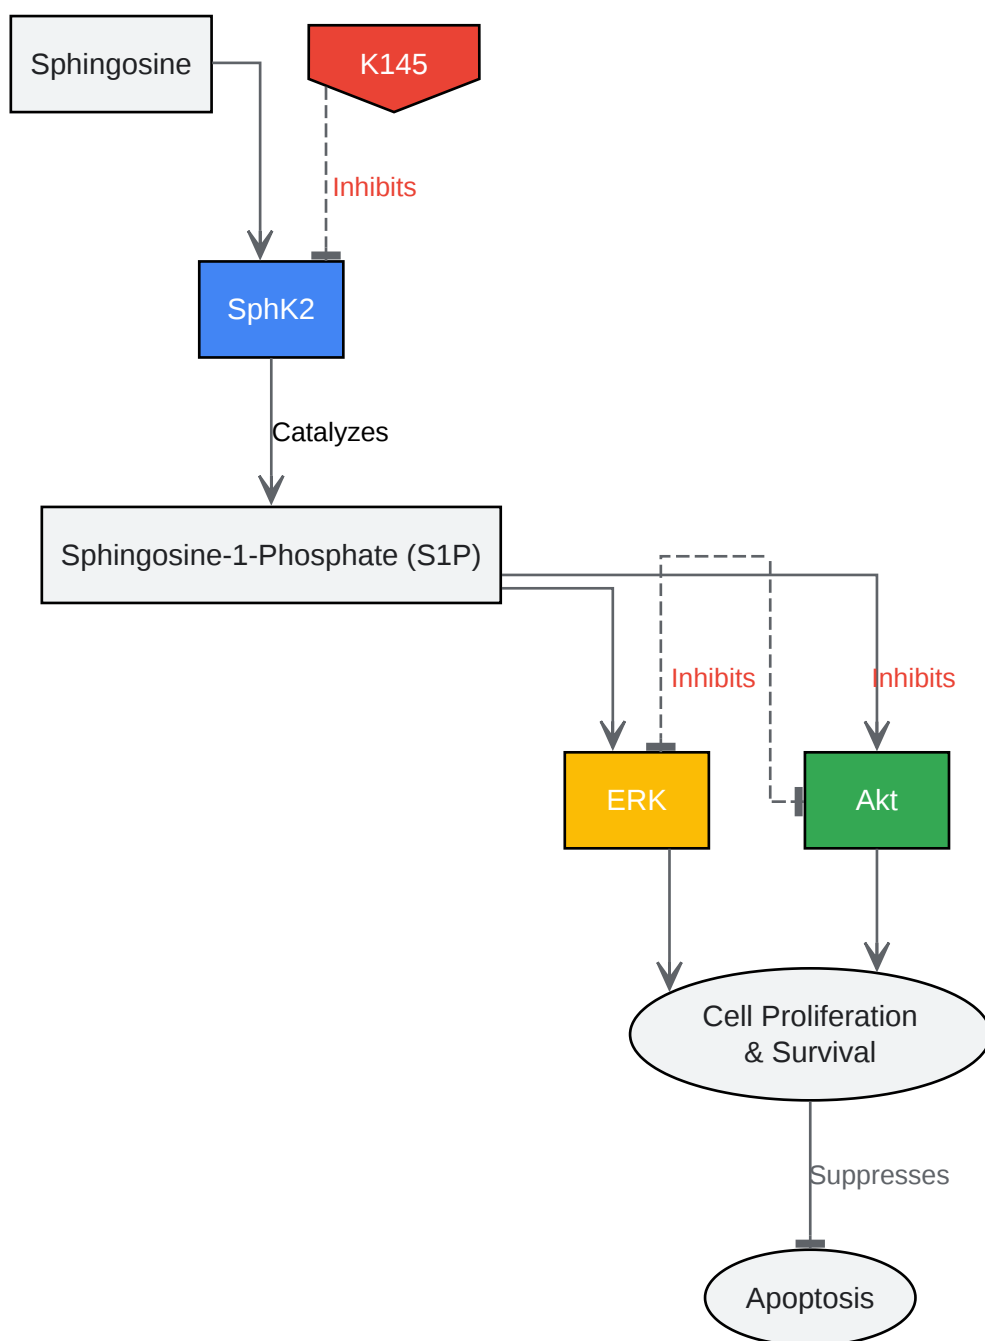 Sphingosine
K145
Inhibits
SphK2
Catalyzes
Sphingosine-1-Phosphate (S1P)
Inhibits
Inhibits
ERK
Akt
Cell Proliferation
& Survival
Suppresses
Apoptosis